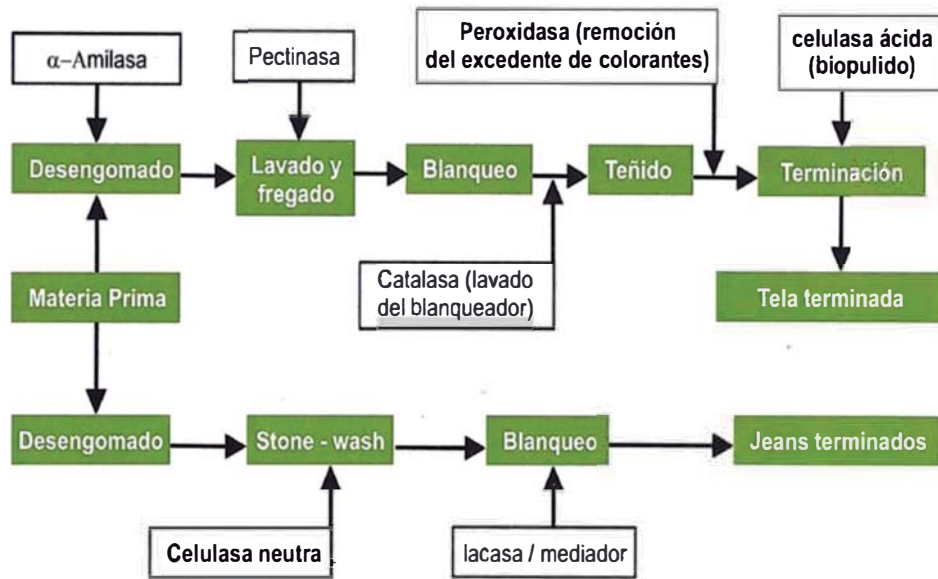 α-Amilasa
Pectinasa
Peroxidasa (remoción
del excedente de colorantes)
celulasa ácida
(biopulido)
Desengomado
Lavado y
fregado
Blanqueo
Teñido
Terminación
Materia Prima
Catalasa (lavado
del blanqueador)
Tela terminada
Desengomado
Stone - wash
Blanqueo
Jeans terminados
Celulasa neutra
lacasa / mediador